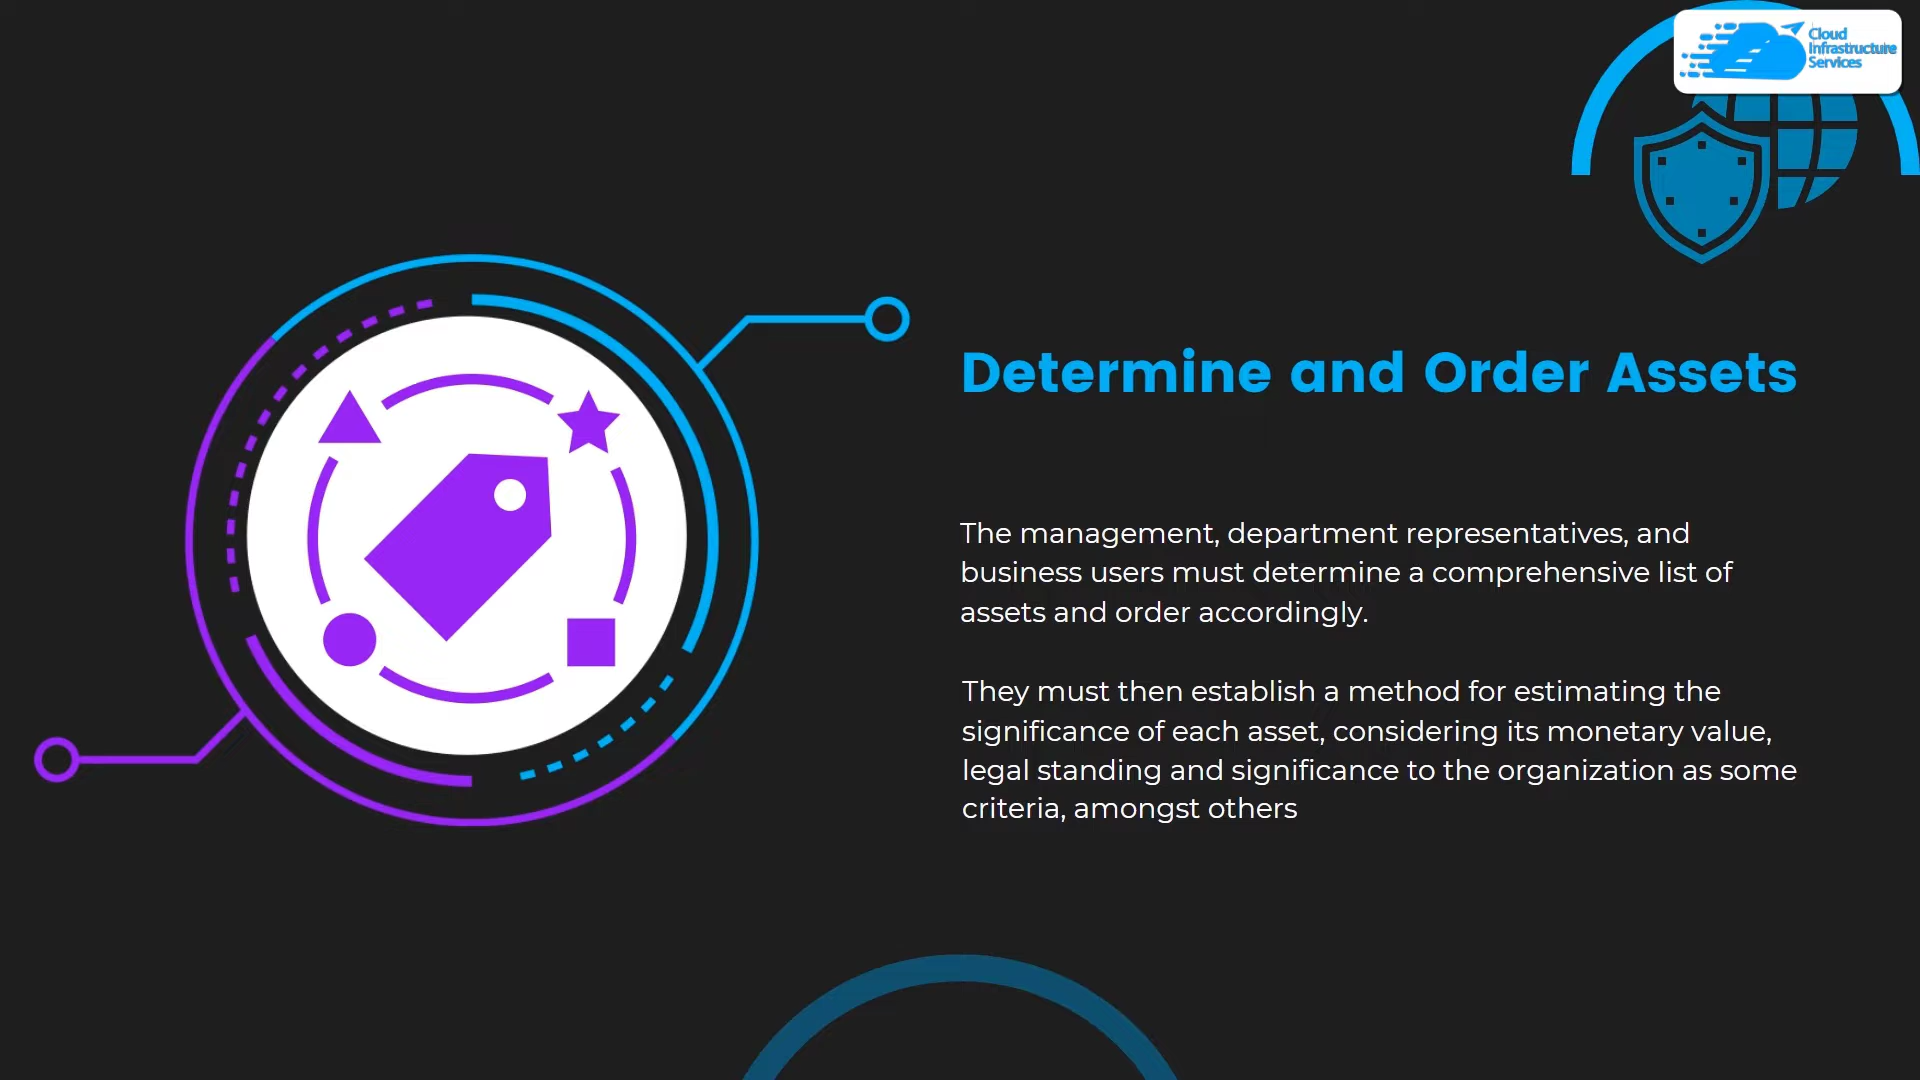 Cloud
Infrastructure
Services
Determine and Order Assets
The management, department representatives, and
business users must determine a comprehensive list of
assets and order accordingly.
They must then establish a method for estimating the
significance of each asset, considering its monetary value,
legal standing and significance to the organization as some
criteria, amongst others